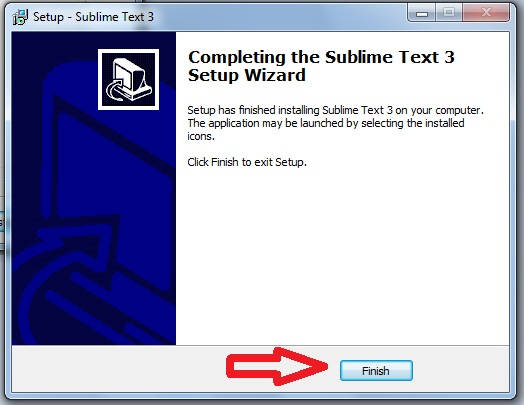 Setup - Sublime Text 3
Completing the Sublime Text 3
Setup Wizard
Setup has finished installing Sublime Text 3 on your computer.
The application may be launched by selecting the installed
icons.
Click Finish to exit Setup.
Finish